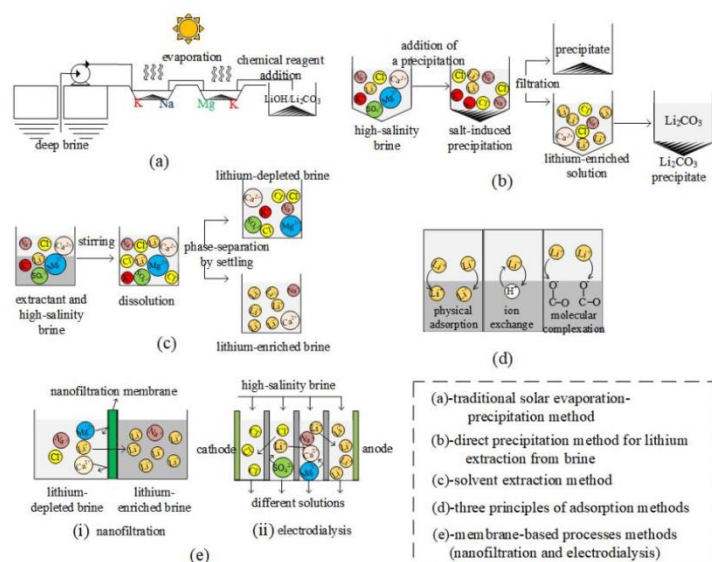 evaporation
chemical reagent
addition
K
Na
Mg
K
LiOH/Li₂CO₃
deep brine
(a)
addition of
a precipitation
high-salinity
brine
salt-induced
precipitation
filtration
precipitate
lithium-enriched
solution
Li₂CO₃
Li₂CO₃
precipitate
(b)
stirring
extractant and
high-salinity
brine
dissolution
phase-separation
by settling
lithium-depleted brine
lithium-enriched brine
(c)
physical
adsorption
ion
exchange
molecular
complexation
H⁺
O
O
C-O
C-O
(d)
nanofiltration membrane
lithium-
depleted brine
lithium-
enriched brine
(i) nanofiltration
high-salinity brine
cathode
anode
different solutions
(ii) electrodialysis
(e)
(a)-traditional solar evaporation-
precipitation method
(b)-direct precipitation method for lithium
extraction from brine
(c)-solvent extraction method
(d)-three principles of adsorption methods
(e)-membrane-based processes methods
(nanofiltration and electrodialysis)